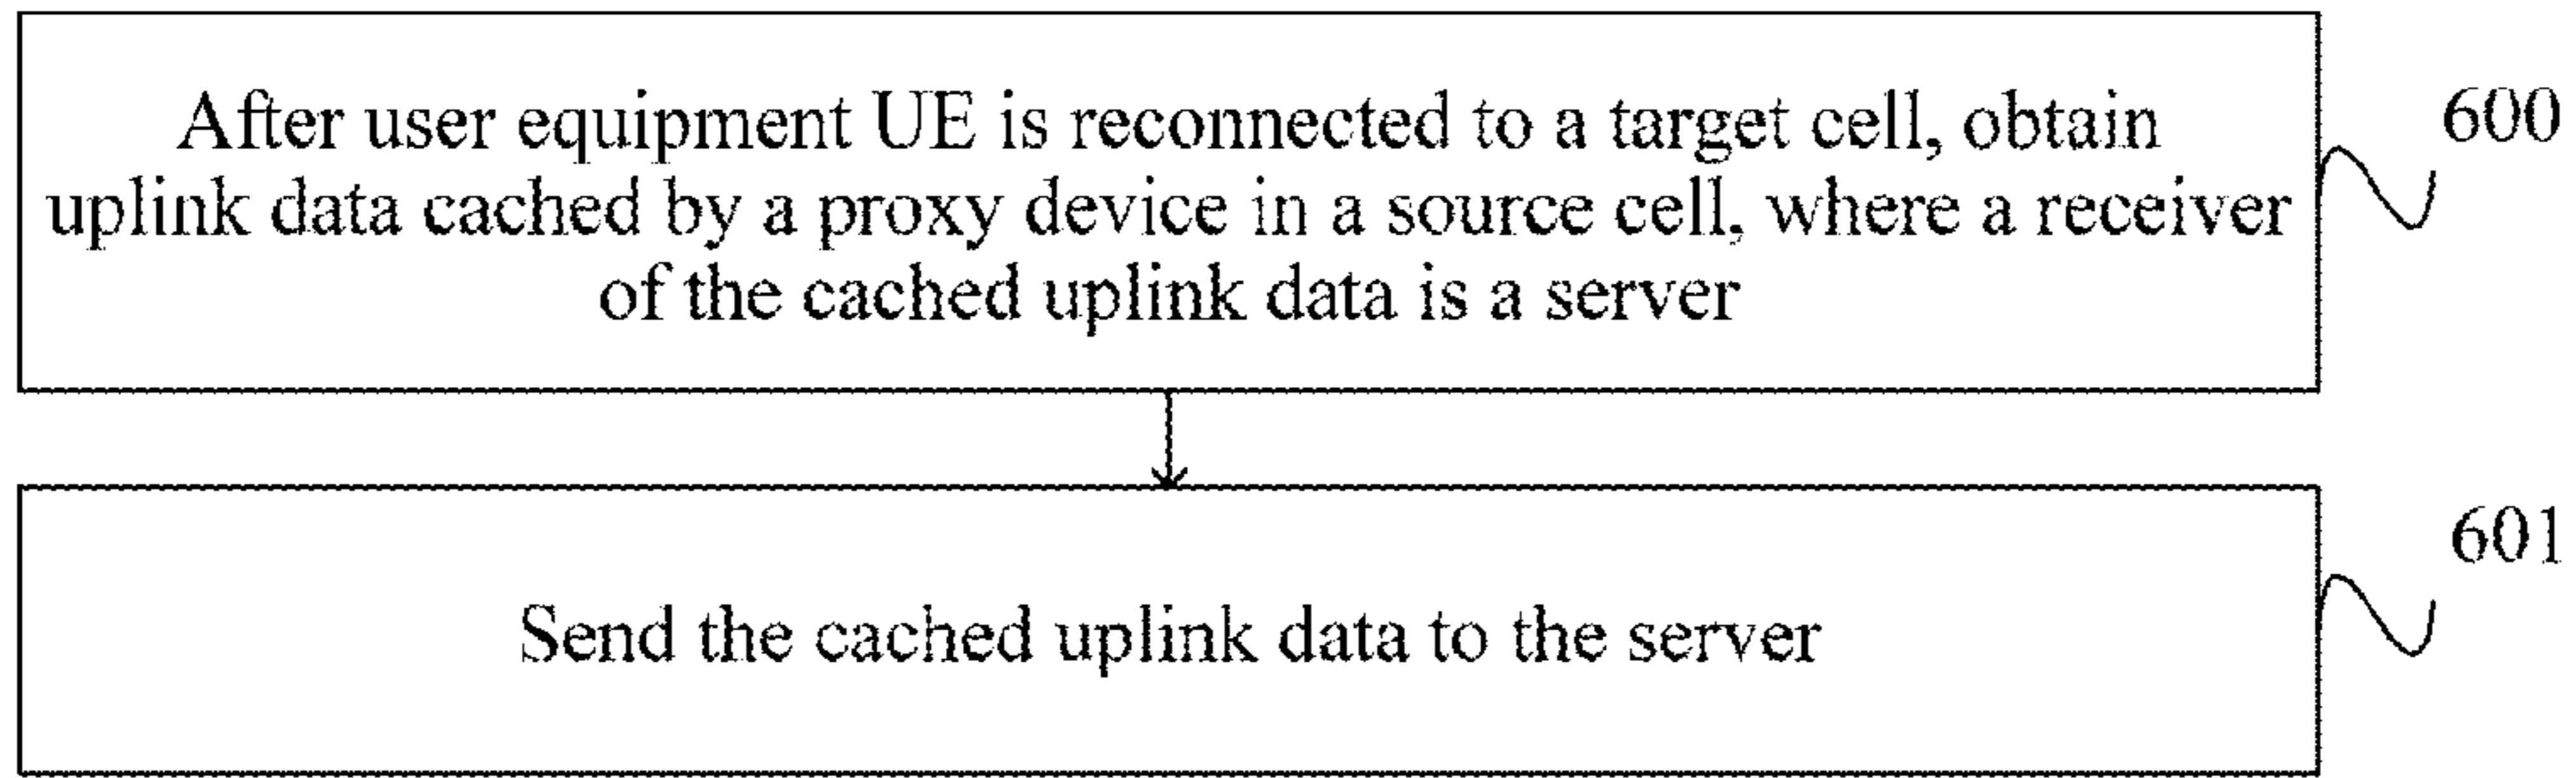 After user equipment UE is reconnected to a target cell, obtain
uplink data cached by a proxy device in a source cell, where a receiver
of the cached uplink data is a server
600
Send the cached uplink data to the server
601